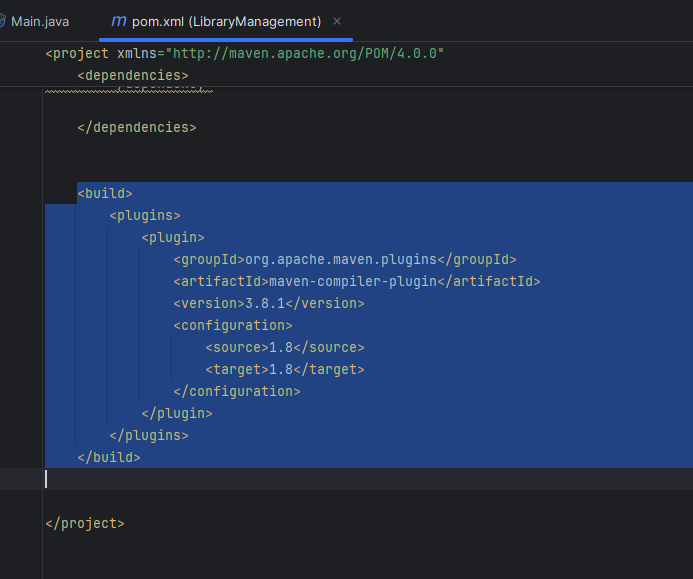 Main.java
m pom.xml (LibraryManagement) ×
<project xmlns="http://maven.apache.org/POM/4.0.0"
<dependencies>
</dependencies>
<build>
<plugins>
<plugin>
<groupId>org.apache.maven.plugins</groupId>
<artifactId>maven-compiler-plugin</artifactId>
<version>3.8.1</version>
<configuration>
<source>1.8</source>
<target>1.8</target>
</configuration>
</plugin>
</plugins>
</build>
</project>